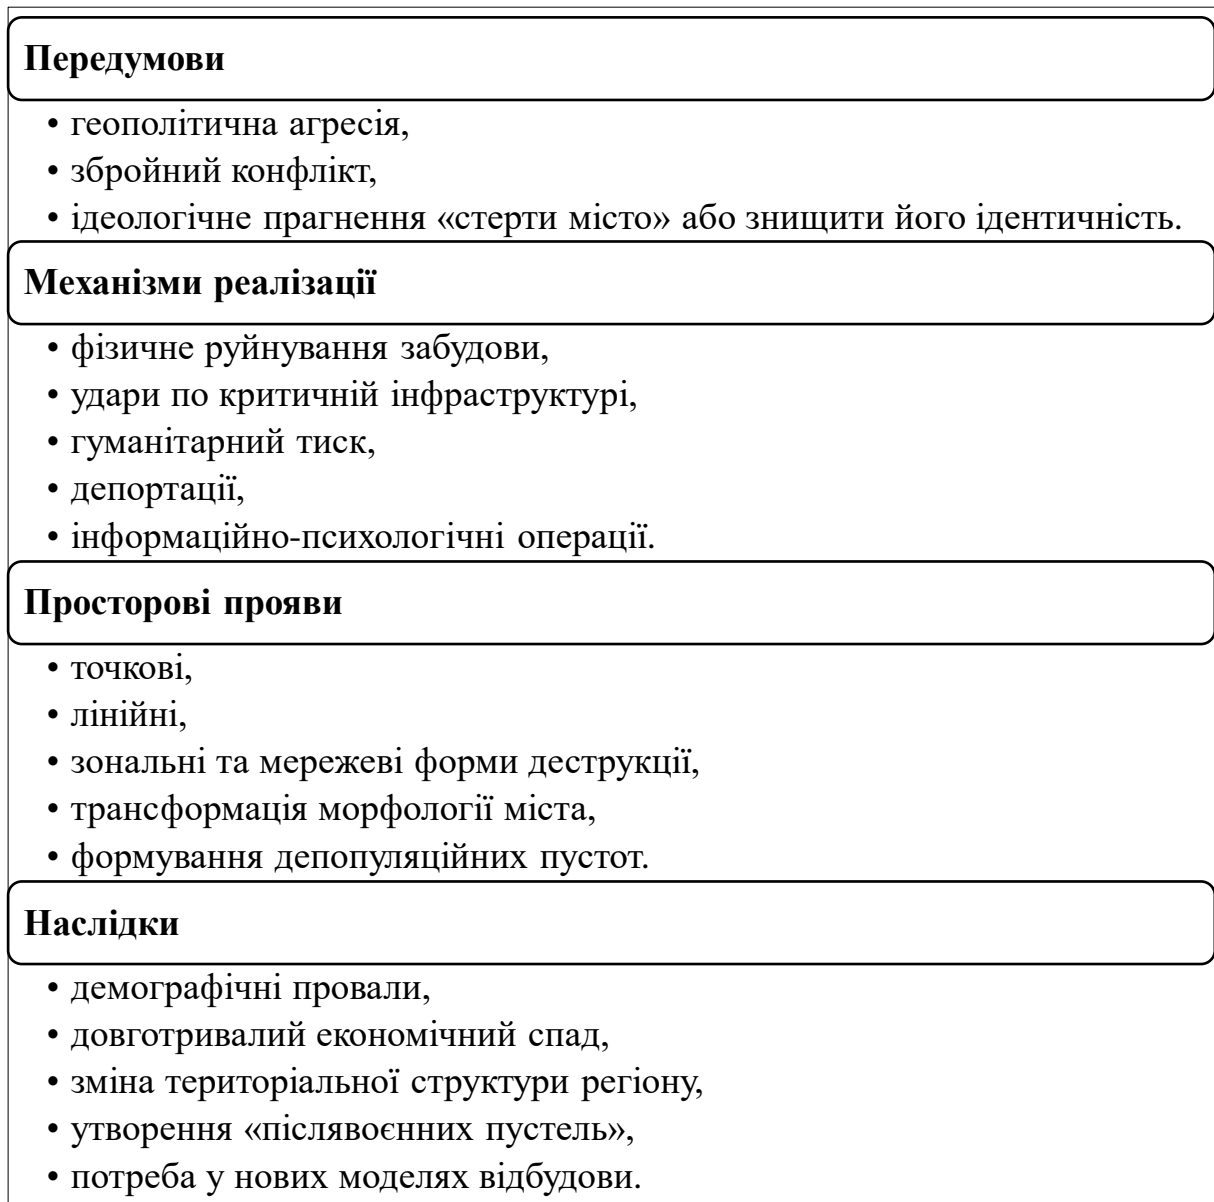 Передумови
• геополітична агресія,
• збройний конфлікт,
• ідеологічне прагнення «стерти місто» або знищити його ідентичність.
Механізми реалізації
• фізичне руйнування забудови,
• удари по критичній інфраструктурі,
• гуманітарний тиск,
• депортації,
• інформаційно-психологічні операції.
Просторові прояви
• точкові,
• лінійні,
• зональні та мережеві форми деструкції,
• трансформація морфології міста,
• формування депопуляційних пустот.
Наслідки
• демографічні провали,
• довготривалий економічний спад,
• зміна територіальної структури регіону,
• утворення «післявоєнних пустель»,
• потреба у нових моделях відбудови.